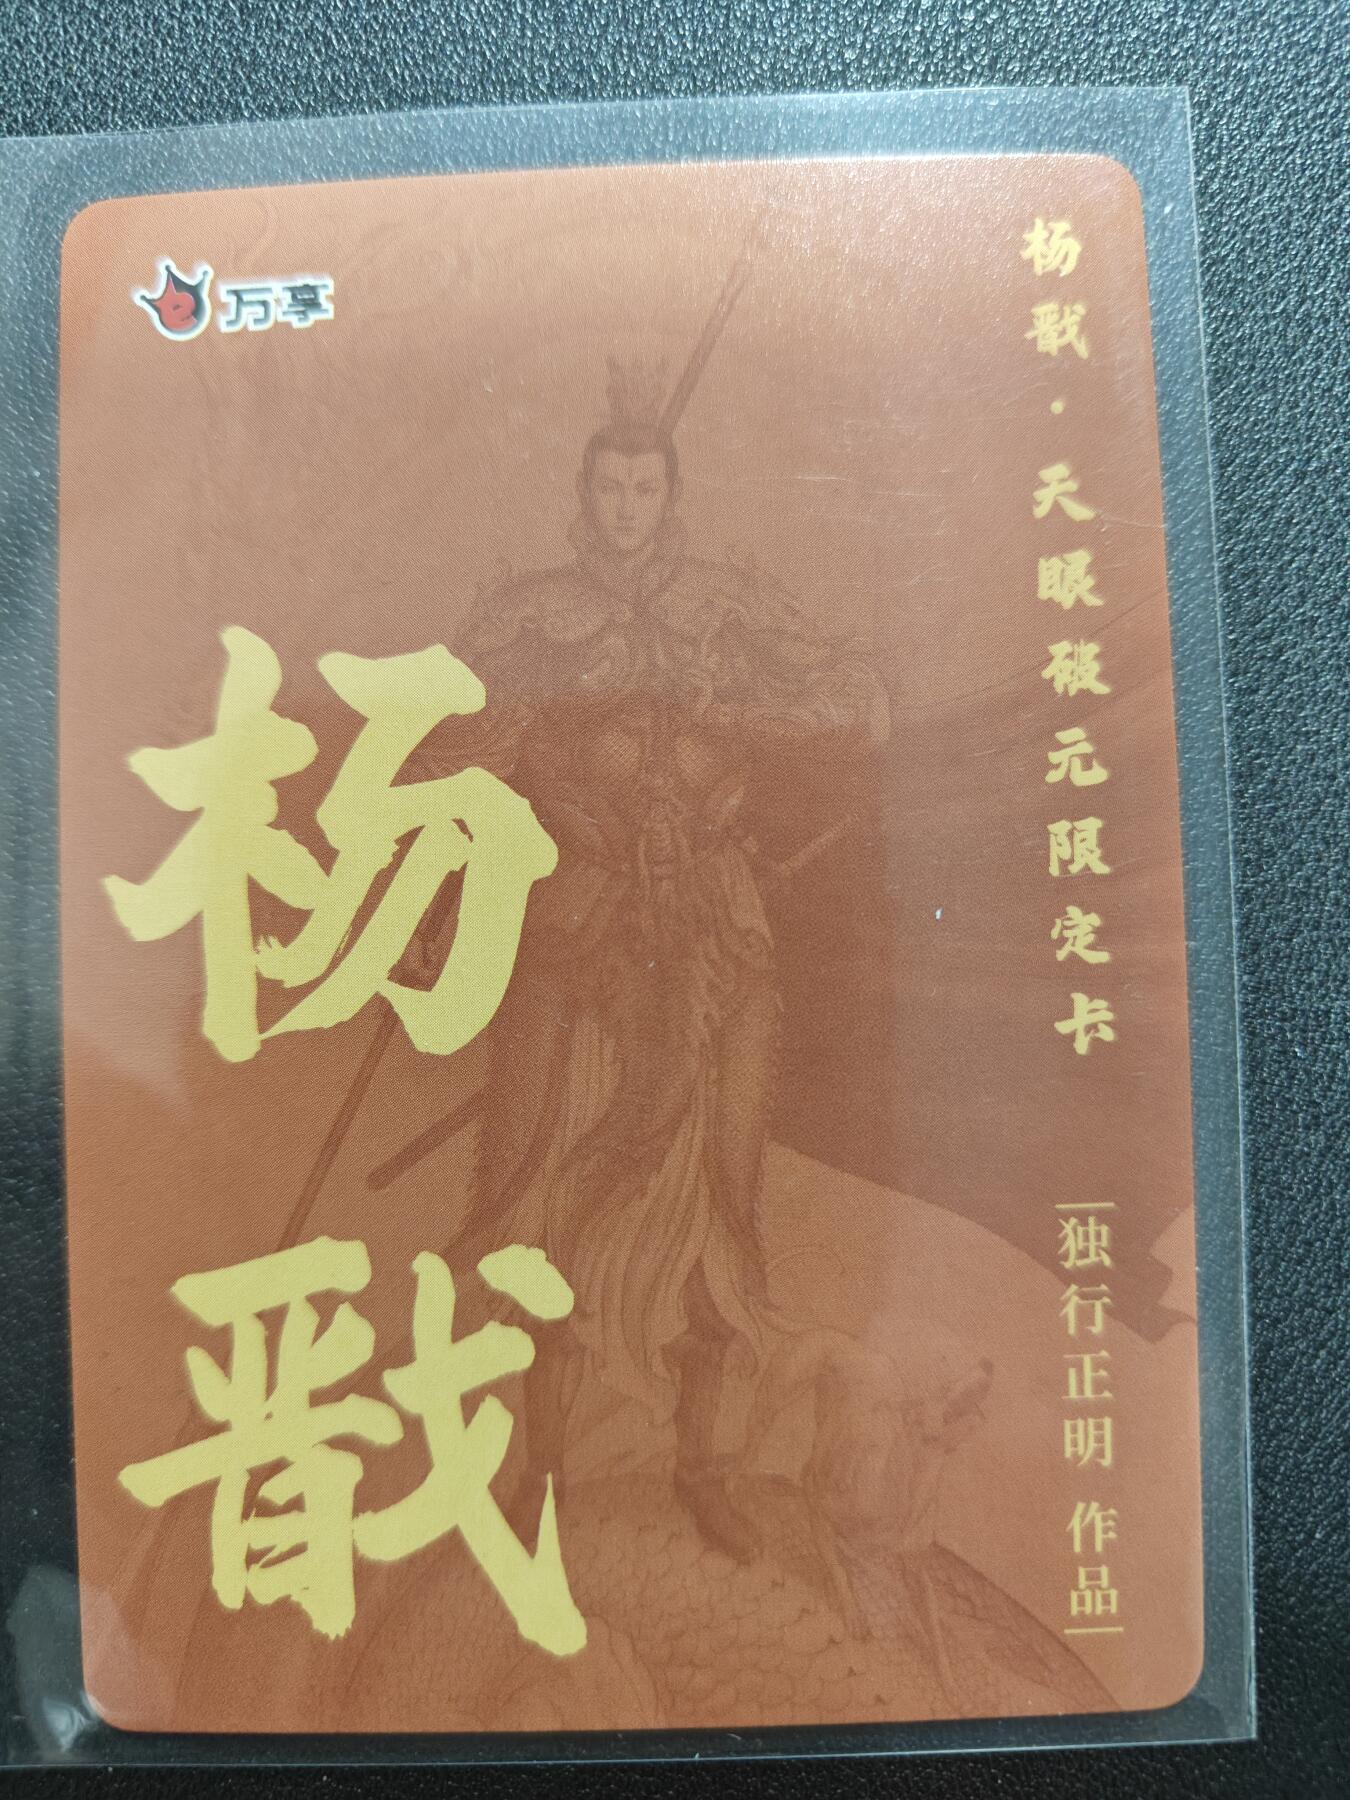 万享
杨戬·天眼破元限定卡
杨戬
独行正明 作品